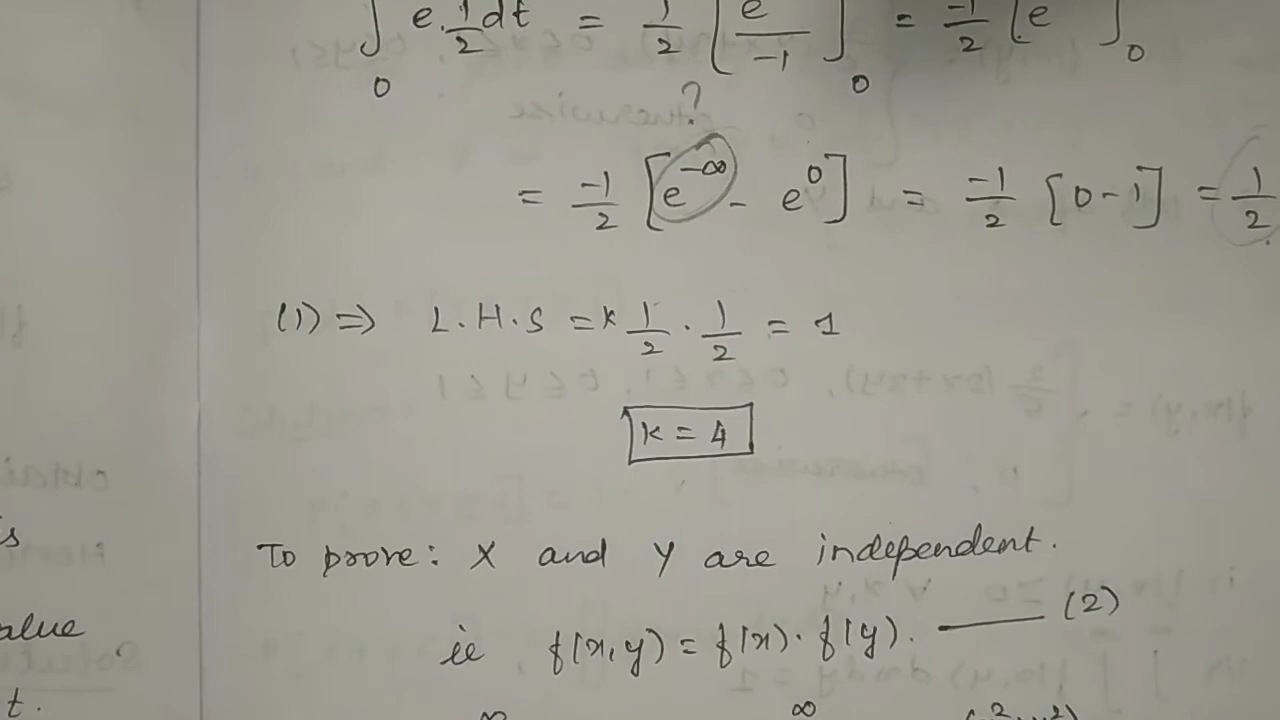 ∫ e · 1/2 dt = 1/2 [e/-1]₀ = -1/2 [e]₀
0
?
= -1/2 [e^-∞ - e^0] = -1/2 [0-1] = 1/2
(1) ⇒ L.H.S = k 1/2 · 1/2 = 1
k = 4
To prove: X and Y are independent.
ie f(x,y) = f(x) · f(y). —— (2)
s
alue
t.
∞ ∞